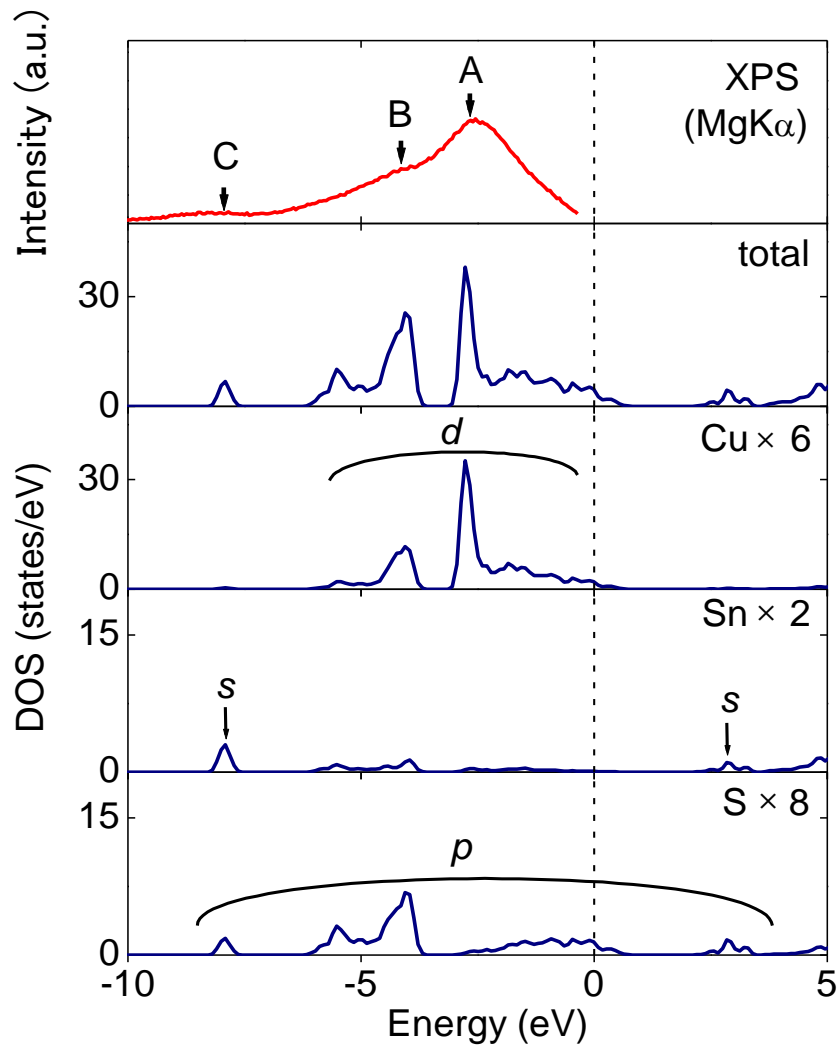 Intensity (a.u.)
XPS
(MgKα)
A
B
C
total
30
0
DOS (states/eV)
d
Cu × 6
30
0
Sn × 2
15
s
s
0
S × 8
15
p
0
-10
-5
0
5
Energy (eV)